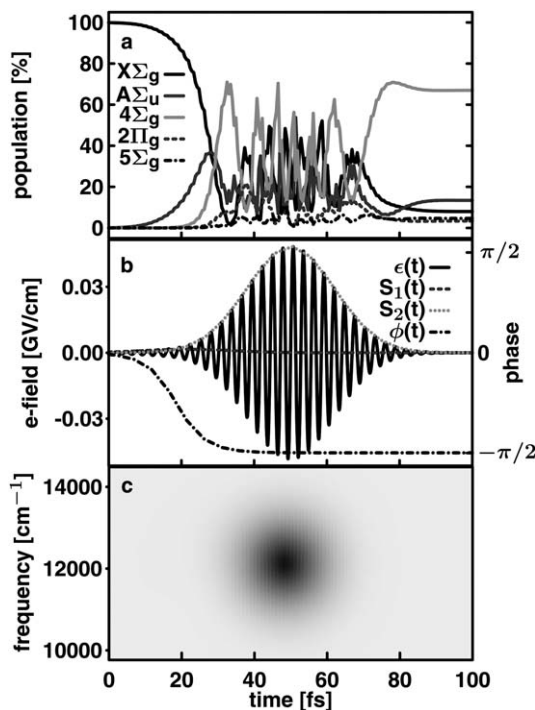 100
80
60
40
20
0
population [%]
a
XΣg
AΣu
4Σg
2Πg
5Σg
b
0.03
0.00
-0.03
e-field [GV/cm]
ϵ(t)
S1(t)
S2(t)
ϕ(t)
π/2
0
−π/2
phase
c
14000
12000
10000
frequency [cm−1]
0 20 40 60 80 100
time [fs]